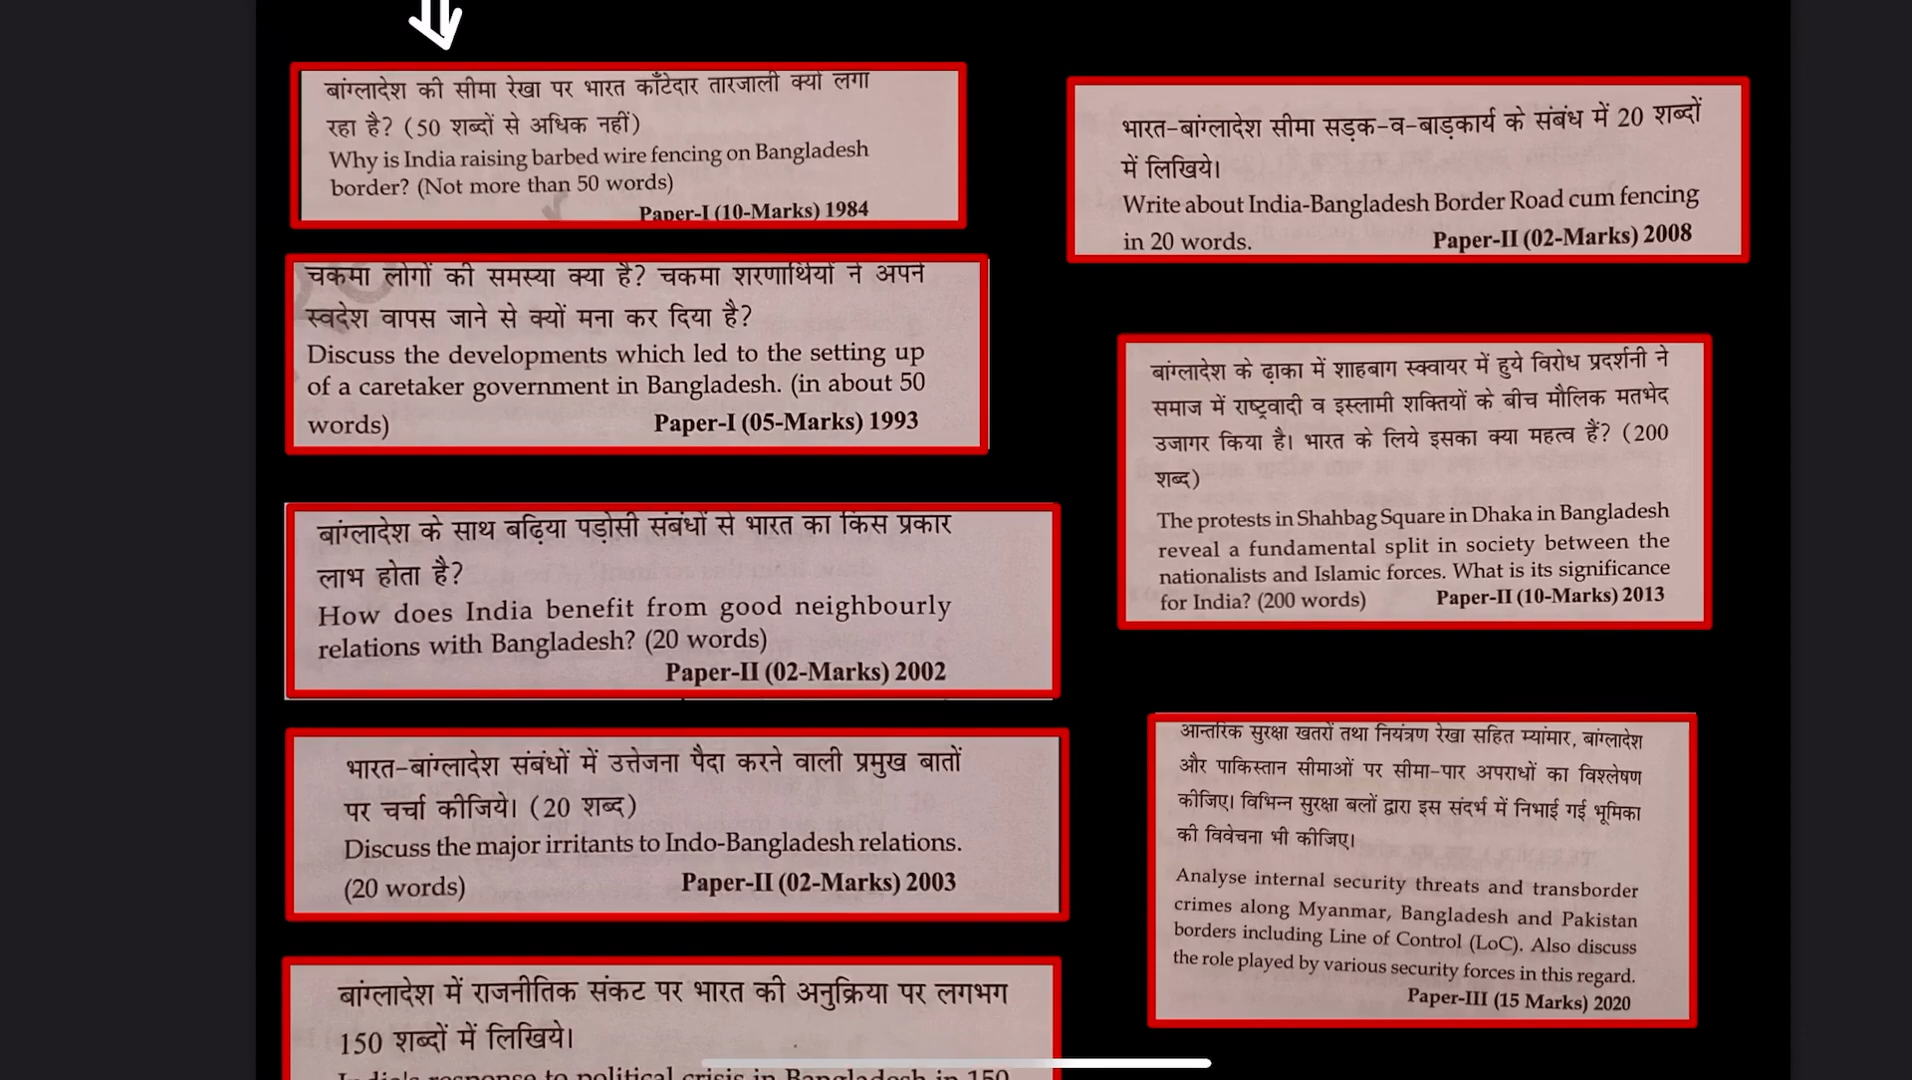 बांग्लादेश की सीमा रेखा पर भारत काँटेदार तारजाली क्यों लगा
रहा है? (50 शब्दों से अधिक नहीं)
Why is India raising barbed wire fencing on Bangladesh
border? (Not more than 50 words)
Paper-I (10-Marks) 1984
चकमा लोगों की समस्या क्या है? चकमा शरणार्थियों ने अपने
स्वदेश वापस जाने से क्यों मना कर दिया है?
Discuss the developments which led to the setting up
of a caretaker government in Bangladesh. (in about 50
words) Paper-I (05-Marks) 1993
बांग्लादेश के साथ बढ़िया पड़ोसी संबंधों से भारत का किस प्रकार
लाभ होता है?
How does India benefit from good neighbourly
relations with Bangladesh? (20 words)
Paper-II (02-Marks) 2002
भारत-बांग्लादेश संबंधों में उत्तेजना पैदा करने वाली प्रमुख बातों
पर चर्चा कीजिये। (20 शब्द)
Discuss the major irritants to Indo-Bangladesh relations.
(20 words) Paper-II (02-Marks) 2003
बांग्लादेश में राजनीतिक संकट पर भारत की अनुक्रिया पर लगभग
150 शब्दों में लिखिये।
India's response to political crisis in Bangladesh in 150
भारत-बांग्लादेश सीमा सड़क-व-बाड़कार्य के संबंध में 20 शब्दों
में लिखिये।
Write about India-Bangladesh Border Road cum fencing
in 20 words. Paper-II (02-Marks) 2008
बांग्लादेश के ढ़ाका में शाहबाग स्क्वायर में हुये विरोध प्रदर्शनी ने
समाज में राष्ट्रवादी व इस्लामी शक्तियों के बीच मौलिक मतभेद
उजागर किया है। भारत के लिये इसका क्या महत्व हैं? (200
शब्द)
The protests in Shahbag Square in Dhaka in Bangladesh
reveal a fundamental split in society between the
nationalists and Islamic forces. What is its significance
for India? (200 words) Paper-II (10-Marks) 2013
आन्तरिक सुरक्षा खतरों तथा नियंत्रण रेखा सहित म्यांमार, बांग्लादेश
और पाकिस्तान सीमाओं पर सीमा-पार अपराधों का विश्लेषण
कीजिए। विभिन्न सुरक्षा बलों द्वारा इस संदर्भ में निभाई गई भूमिका
की विवेचना भी कीजिए।
Analyse internal security threats and transborder
crimes along Myanmar, Bangladesh and Pakistan
borders including Line of Control (LoC). Also discuss
the role played by various security forces in this regard.
Paper-III (15 Marks) 2020